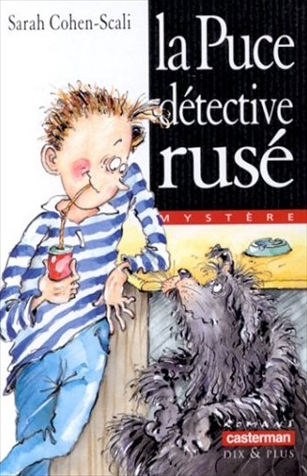 Sarah Cohen-Scali
la Puce
détective
rusé
MYSTÈRE
ROMANS
casterman
DIX & PLUS